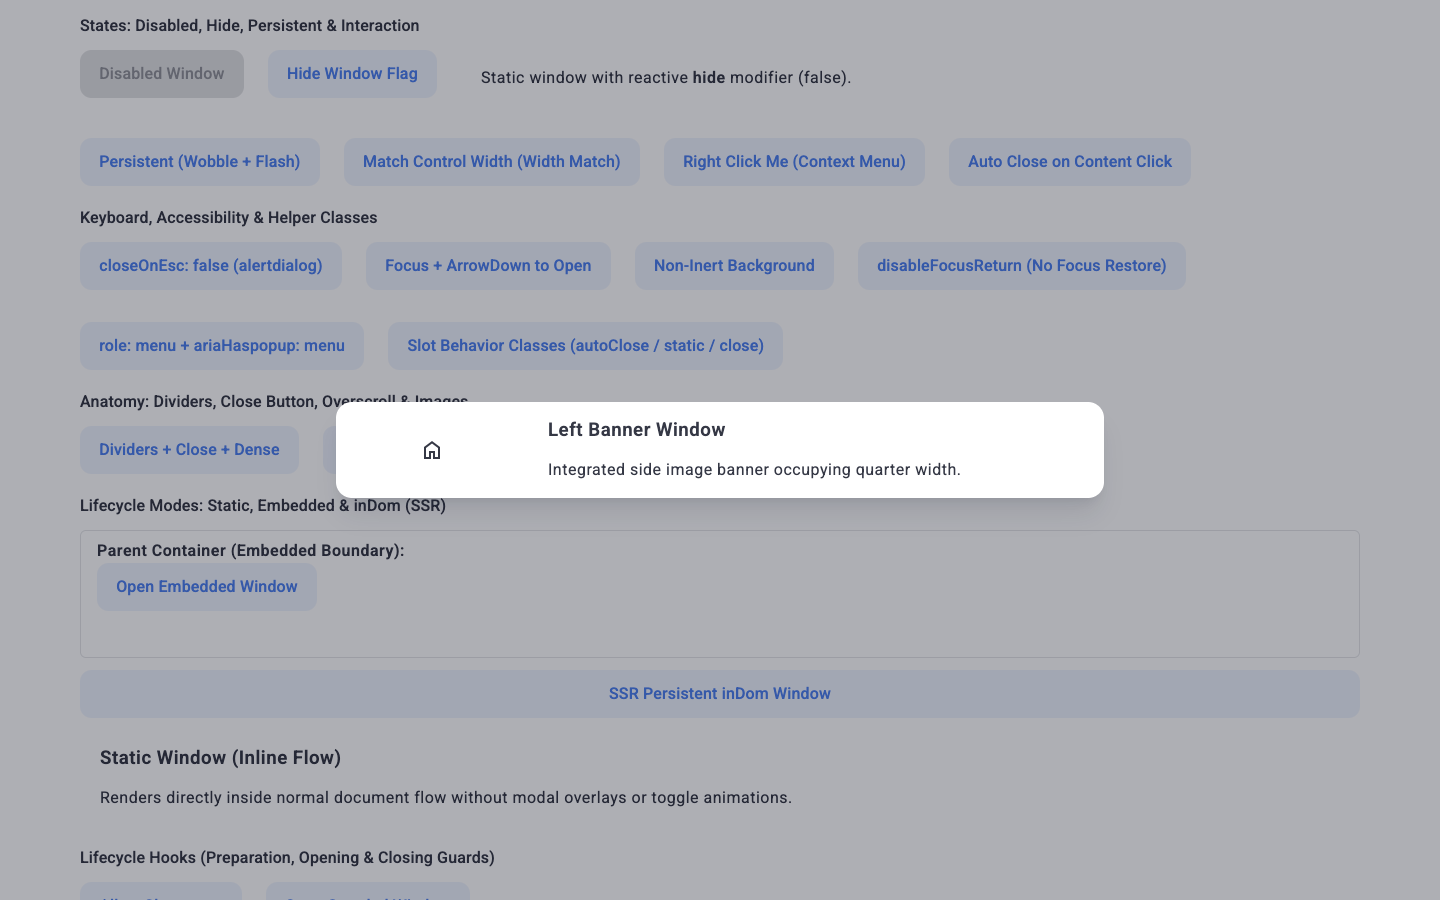 States: Disabled, Hide, Persistent & Interaction
Disabled Window
Hide Window Flag
Static window with reactive hide modifier (false).
Persistent (Wobble + Flash)
Match Control Width (Width Match)
Right Click Me (Context Menu)
Auto Close on Content Click
Keyboard, Accessibility & Helper Classes
closeOnEsc: false (alertdialog)
Focus + ArrowDown to Open
Non-Inert Background
disableFocusReturn (No Focus Restore)
role: menu + ariaHaspopup: menu
Slot Behavior Classes (autoClose / static / close)
Anatomy: Dividers, Close Button, Overscroll & Images
Dividers + Close + Dense
Left Banner Window
Integrated side image banner occupying quarter width.
Lifecycle Modes: Static, Embedded & inDom (SSR)
Parent Container (Embedded Boundary):
Open Embedded Window
SSR Persistent inDom Window
Static Window (Inline Flow)
Renders directly inside normal document flow without modal overlays or toggle animations.
Lifecycle Hooks (Preparation, Opening & Closing Guards)